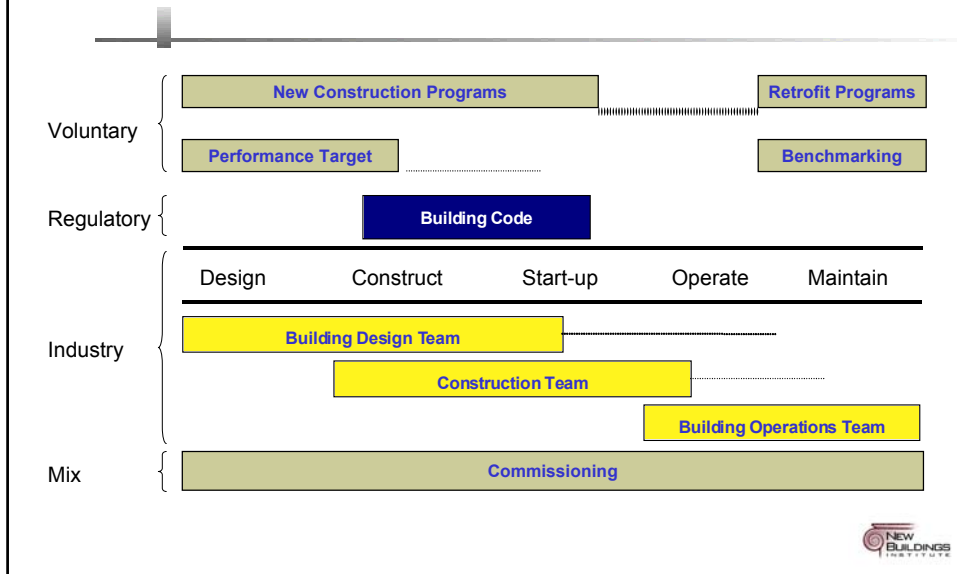 New Construction Programs
Retrofit Programs
Voluntary
Performance Target
Benchmarking
Regulatory
Building Code
Design Construct Start-up Operate Maintain
Building Design Team
Industry
Construction Team
Building Operations Team
Mix
Commissioning
NEW
BUILDINGS
INSTITUTE